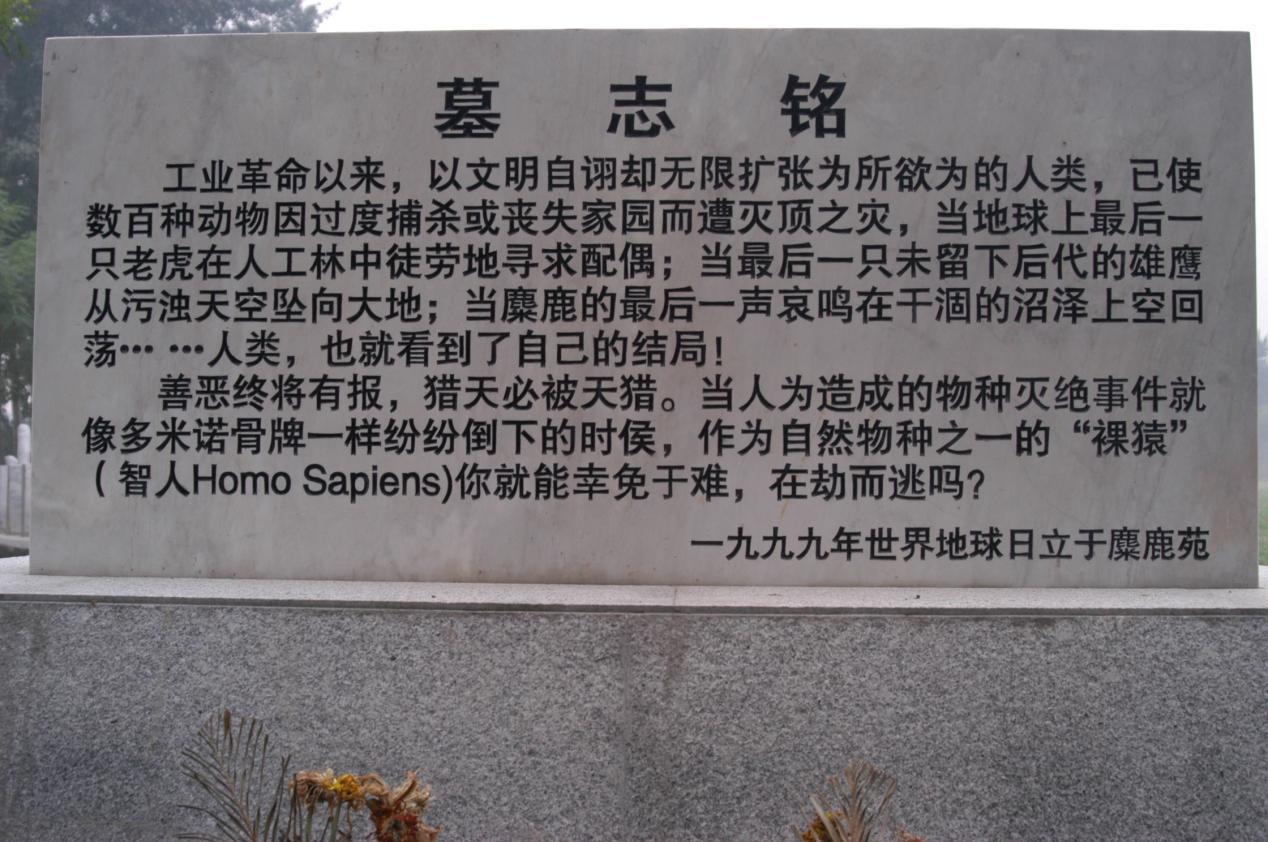 墓志铭
工业革命以来，以文明自诩却无限扩张为所欲为的人类，已使
数百种动物因过度捕杀或丧失家园而遭灭顶之灾，当地球上最后一
只老虎在人工林中徒劳地寻求配偶；当最后一只未留下后代的雄鹰
从污浊天空坠向大地；当麋鹿的最后一声哀鸣在干涸的沼泽上空回
荡… …人类，也就看到了自己的结局！
善恶终将有报，猎天必被天猎。当人为造成的物种灭绝事件就
像多米诺骨牌一样纷纷倒下的时侯，作为自然物种之一的“裸猿”
（智人Homo Sapiens)你就能幸免于难，在劫而逃吗？
一九九九年世界地球日立于麋鹿苑